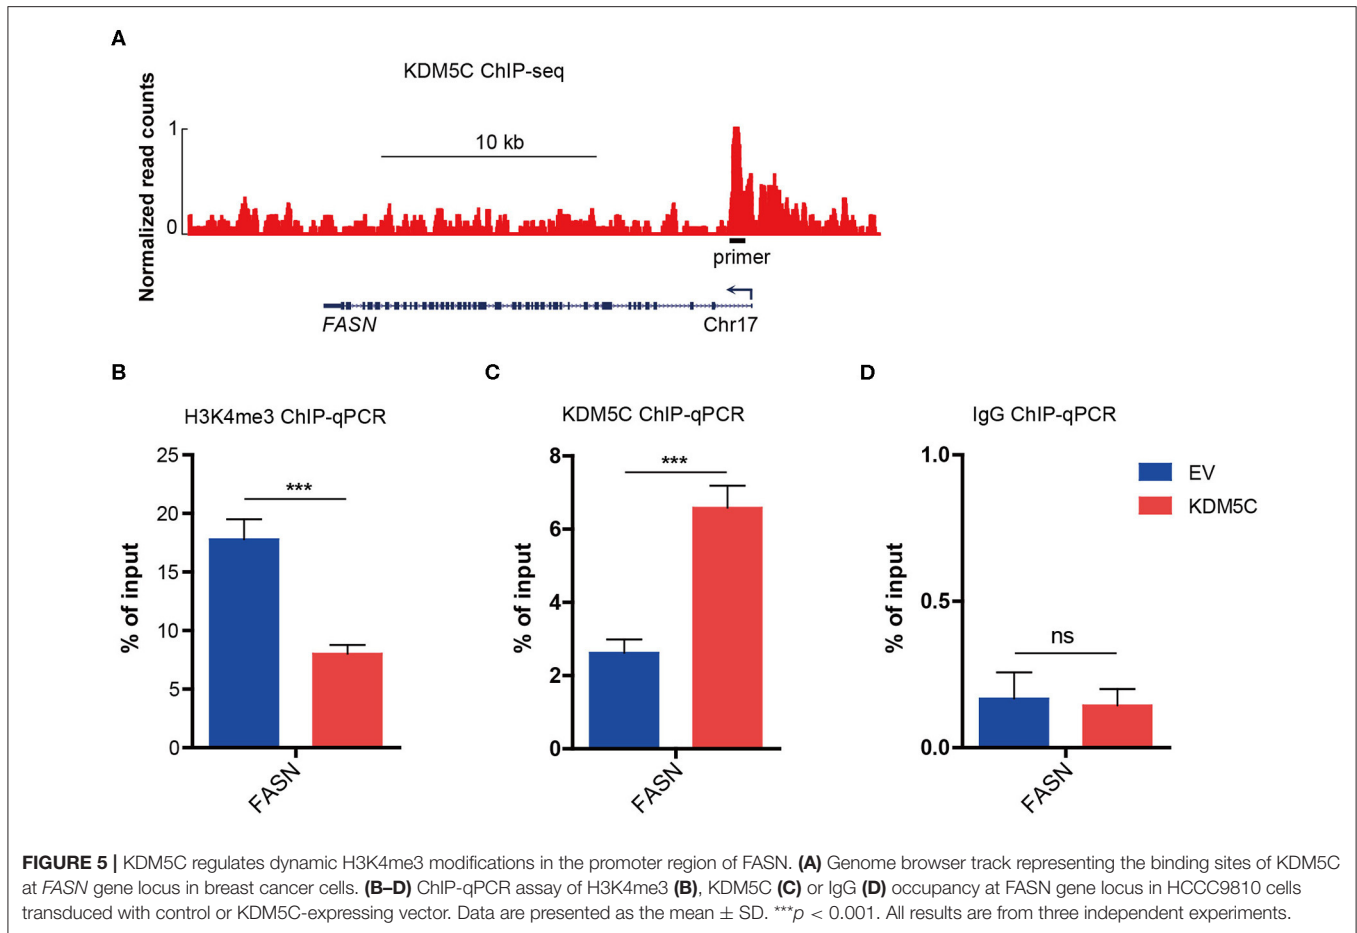 A
KDM5C ChIP-seq
Normalized read counts
1
10 kb
0
primer
FASN
Chr17
B
H3K4me3 ChIP-qPCR
% of input
25
20
15
10
5
0
***
FASN
C
KDM5C ChIP-qPCR
% of input
8
6
4
2
0
***
FASN
D
IgG ChIP-qPCR
% of input
1.0
0.5
0.0
ns
FASN
EV
KDM5C
FIGURE 5 | KDM5C regulates dynamic H3K4me3 modifications in the promoter region of FASN. (A) Genome browser track representing the binding sites of KDM5C
at FASN gene locus in breast cancer cells. (B–D) ChIP-qPCR assay of H3K4me3 (B), KDM5C (C) or IgG (D) occupancy at FASN gene locus in HCCC9810 cells
transduced with control or KDM5C-expressing vector. Data are presented as the mean ± SD. ***p < 0.001. All results are from three independent experiments.